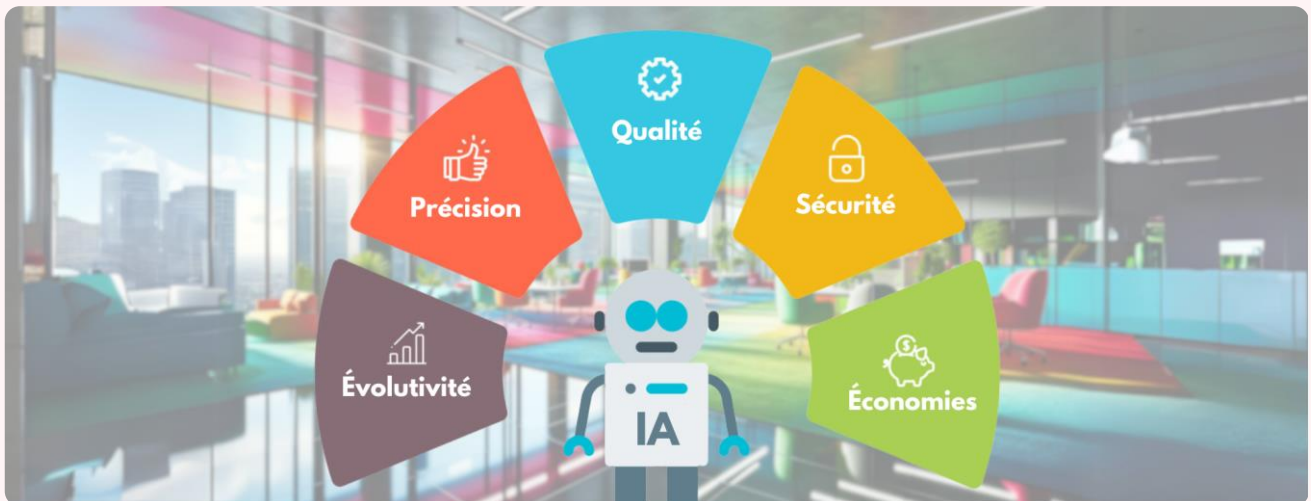 Évolutivité
Précision
Qualité
Sécurité
Économies
IA